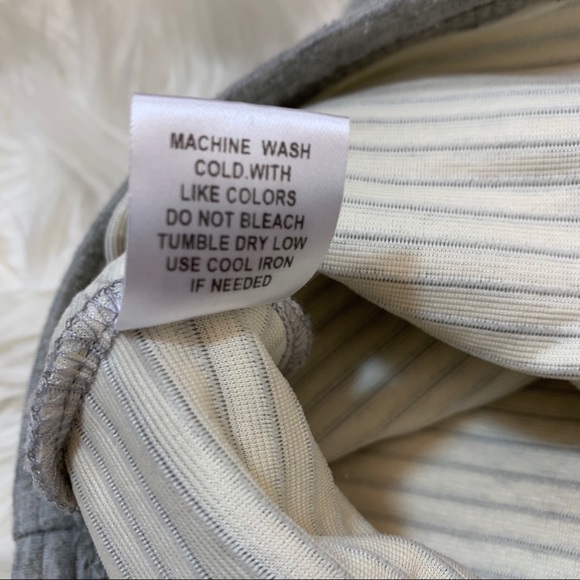 MACHINE WASH
COLD.WITH
LIKE COLORS
DO NOT BLEACH
TUMBLE DRY LOW
USE COOL IRON
IF NEEDED